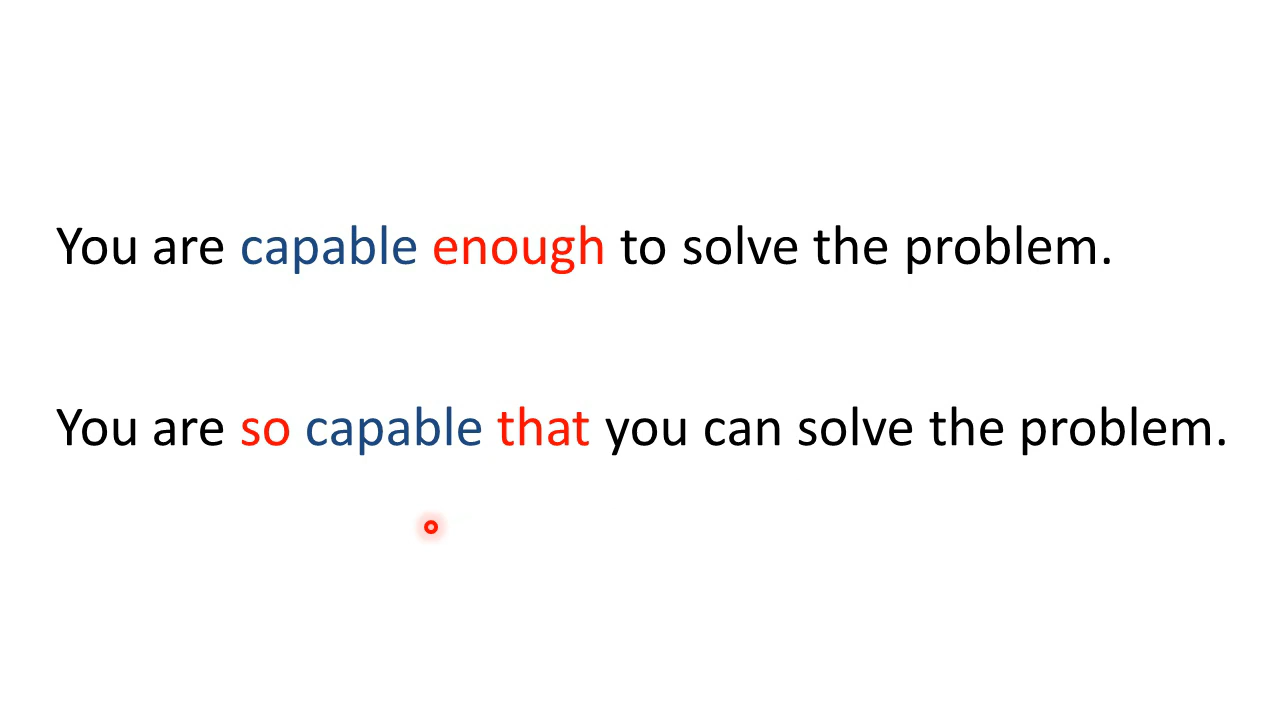 You are capable enough to solve the problem.
You are so capable that you can solve the problem.